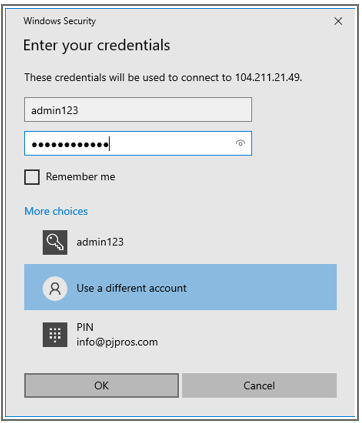 Windows Security
Enter your credentials
These credentials will be used to connect to 104.211.21.49.
admin123
●●●●●●●●●●●●
Remember me
More choices
admin123
Use a different account
PIN
info@pjpros.com
OK
Cancel